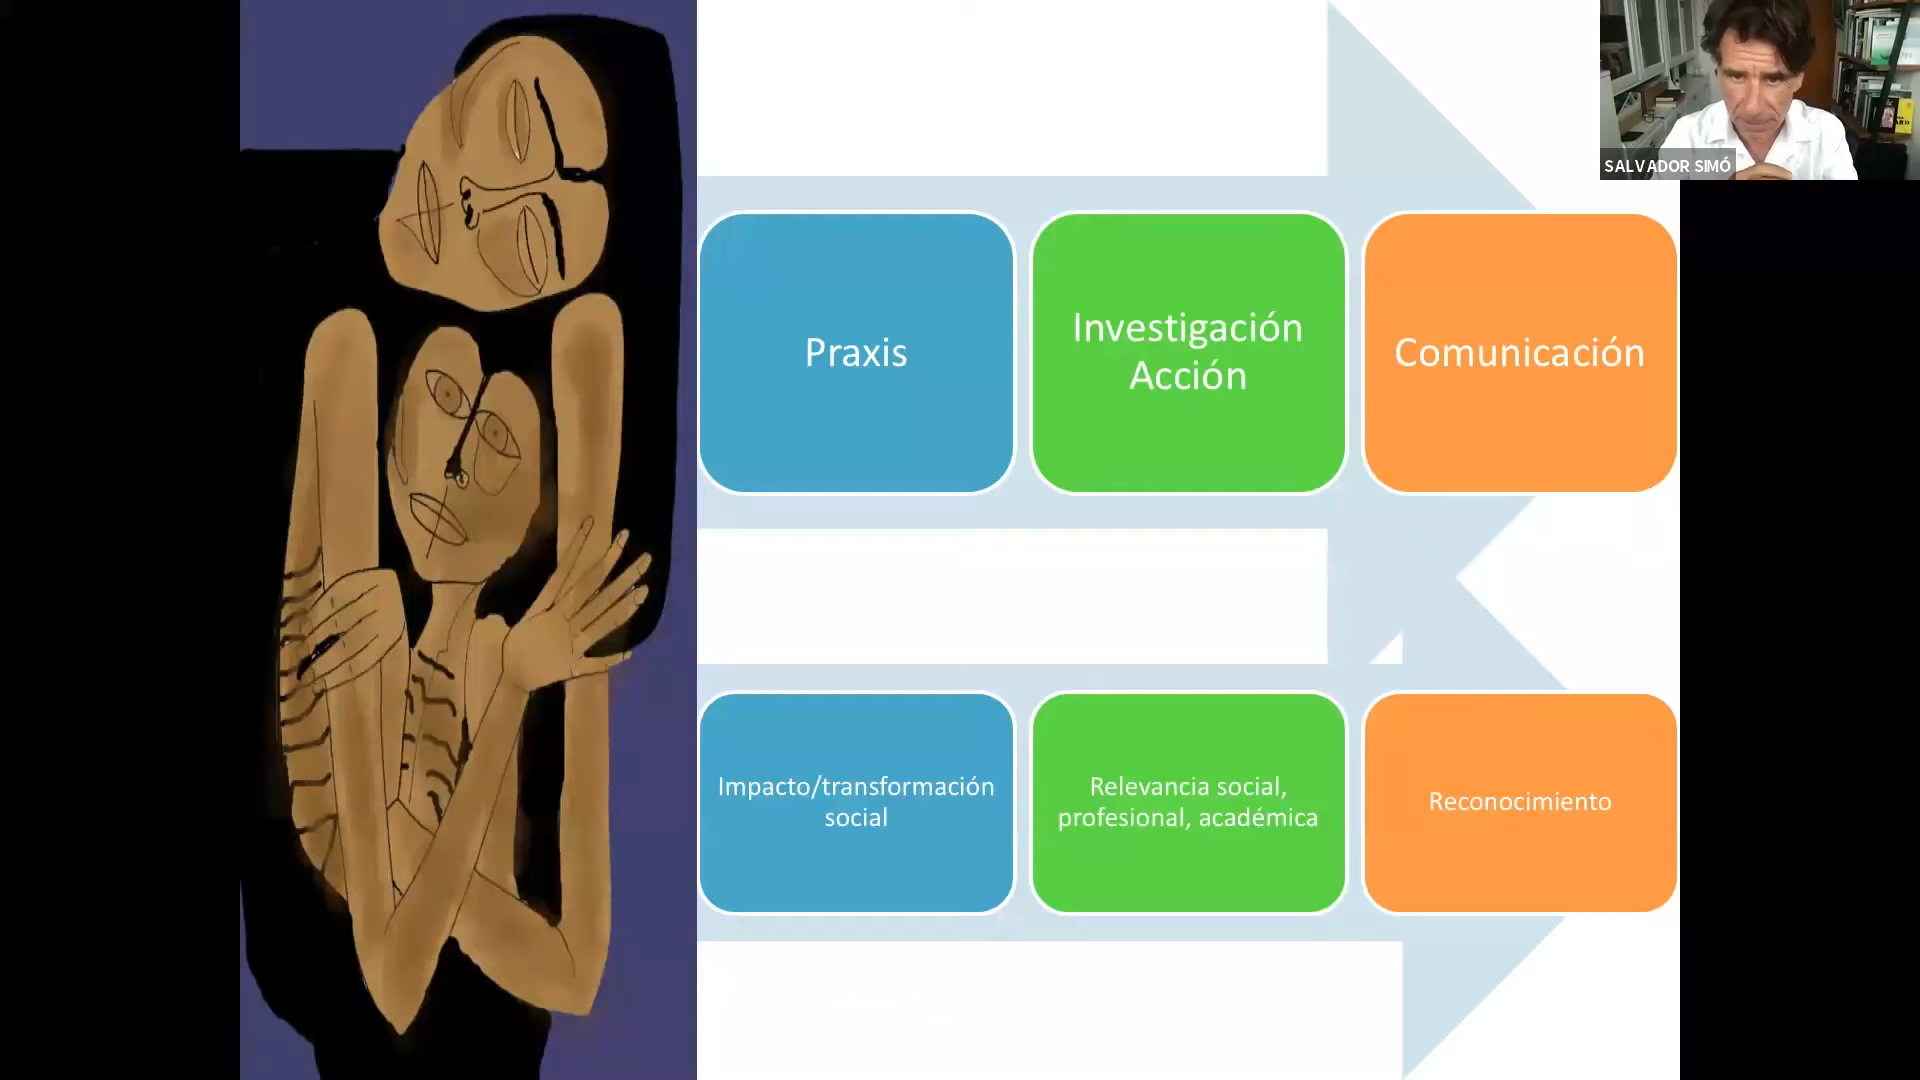 SALVADOR SIMÓ
Praxis
Investigación
Acción
Comunicación
Impacto/transformación
social
Relevancia social,
profesional, académica
Reconocimiento